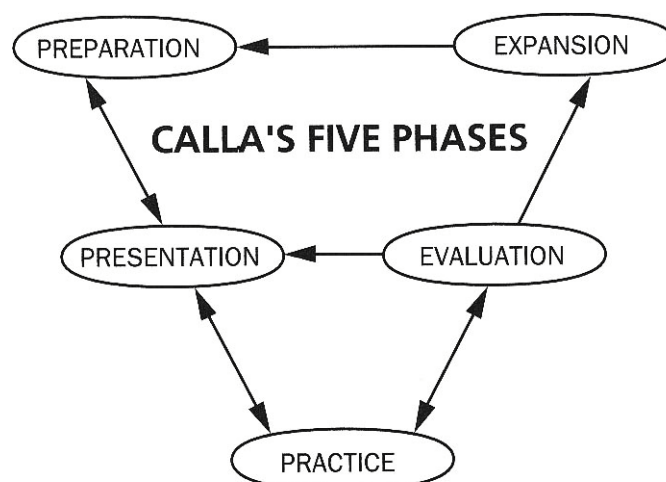 PREPARATION
EXPANSION
CALLA'S FIVE PHASES
PRESENTATION
EVALUATION
PRACTICE